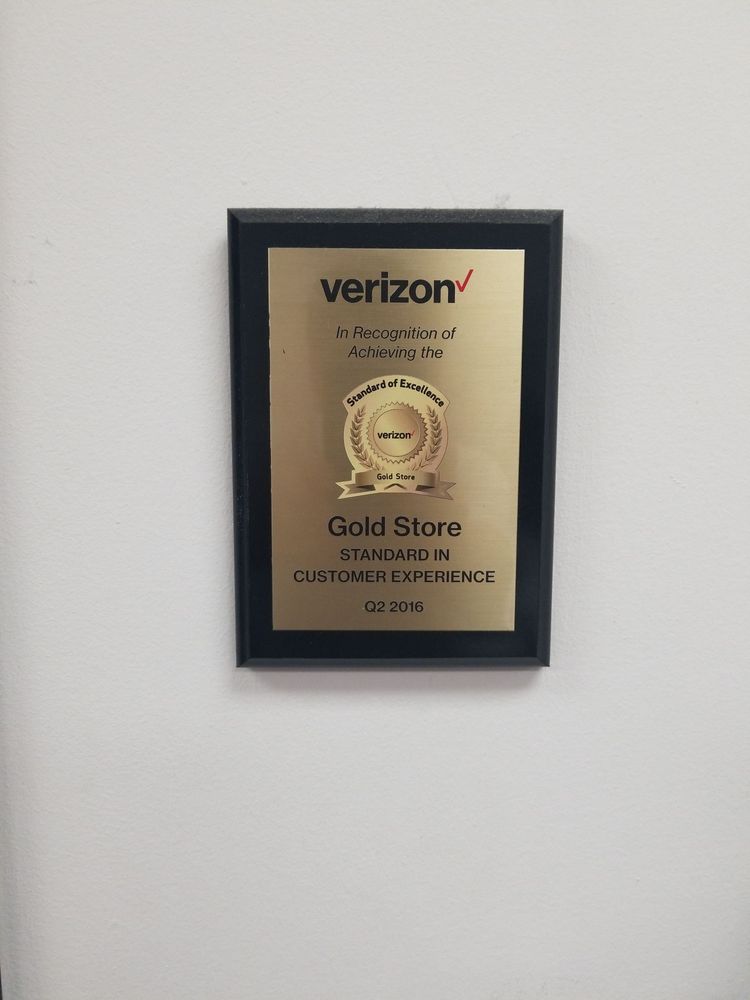 verizon✓
In Recognition of
Achieving the
Standard of Excellence
verizon✓
Gold Store
Gold Store
STANDARD IN
CUSTOMER EXPERIENCE
Q2 2016